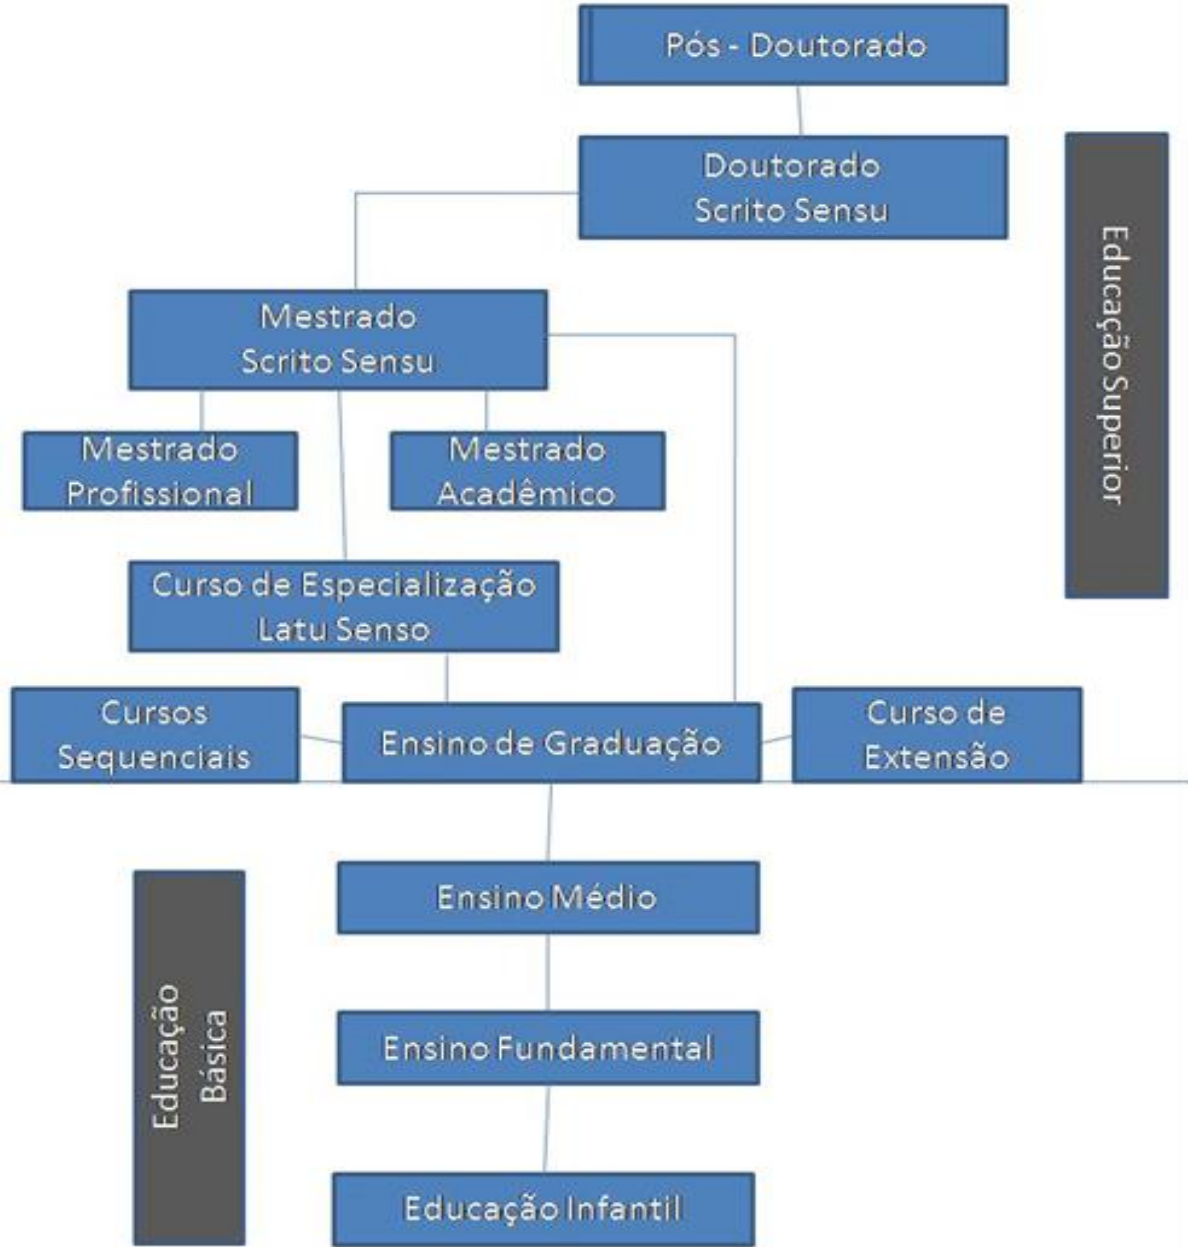 Pós - Doutorado
Doutorado
Scrito Sensu
Educação Superior
Mestrado
Scrito Sensu
Mestrado
Profissional
Mestrado
Acadêmico
Curso de Especialização
Latu Senso
Cursos
Sequenciais
Ensino de Graduação
Curso de
Extensão
Ensino Médio
Educação
Básica
Ensino Fundamental
Educação Infantil